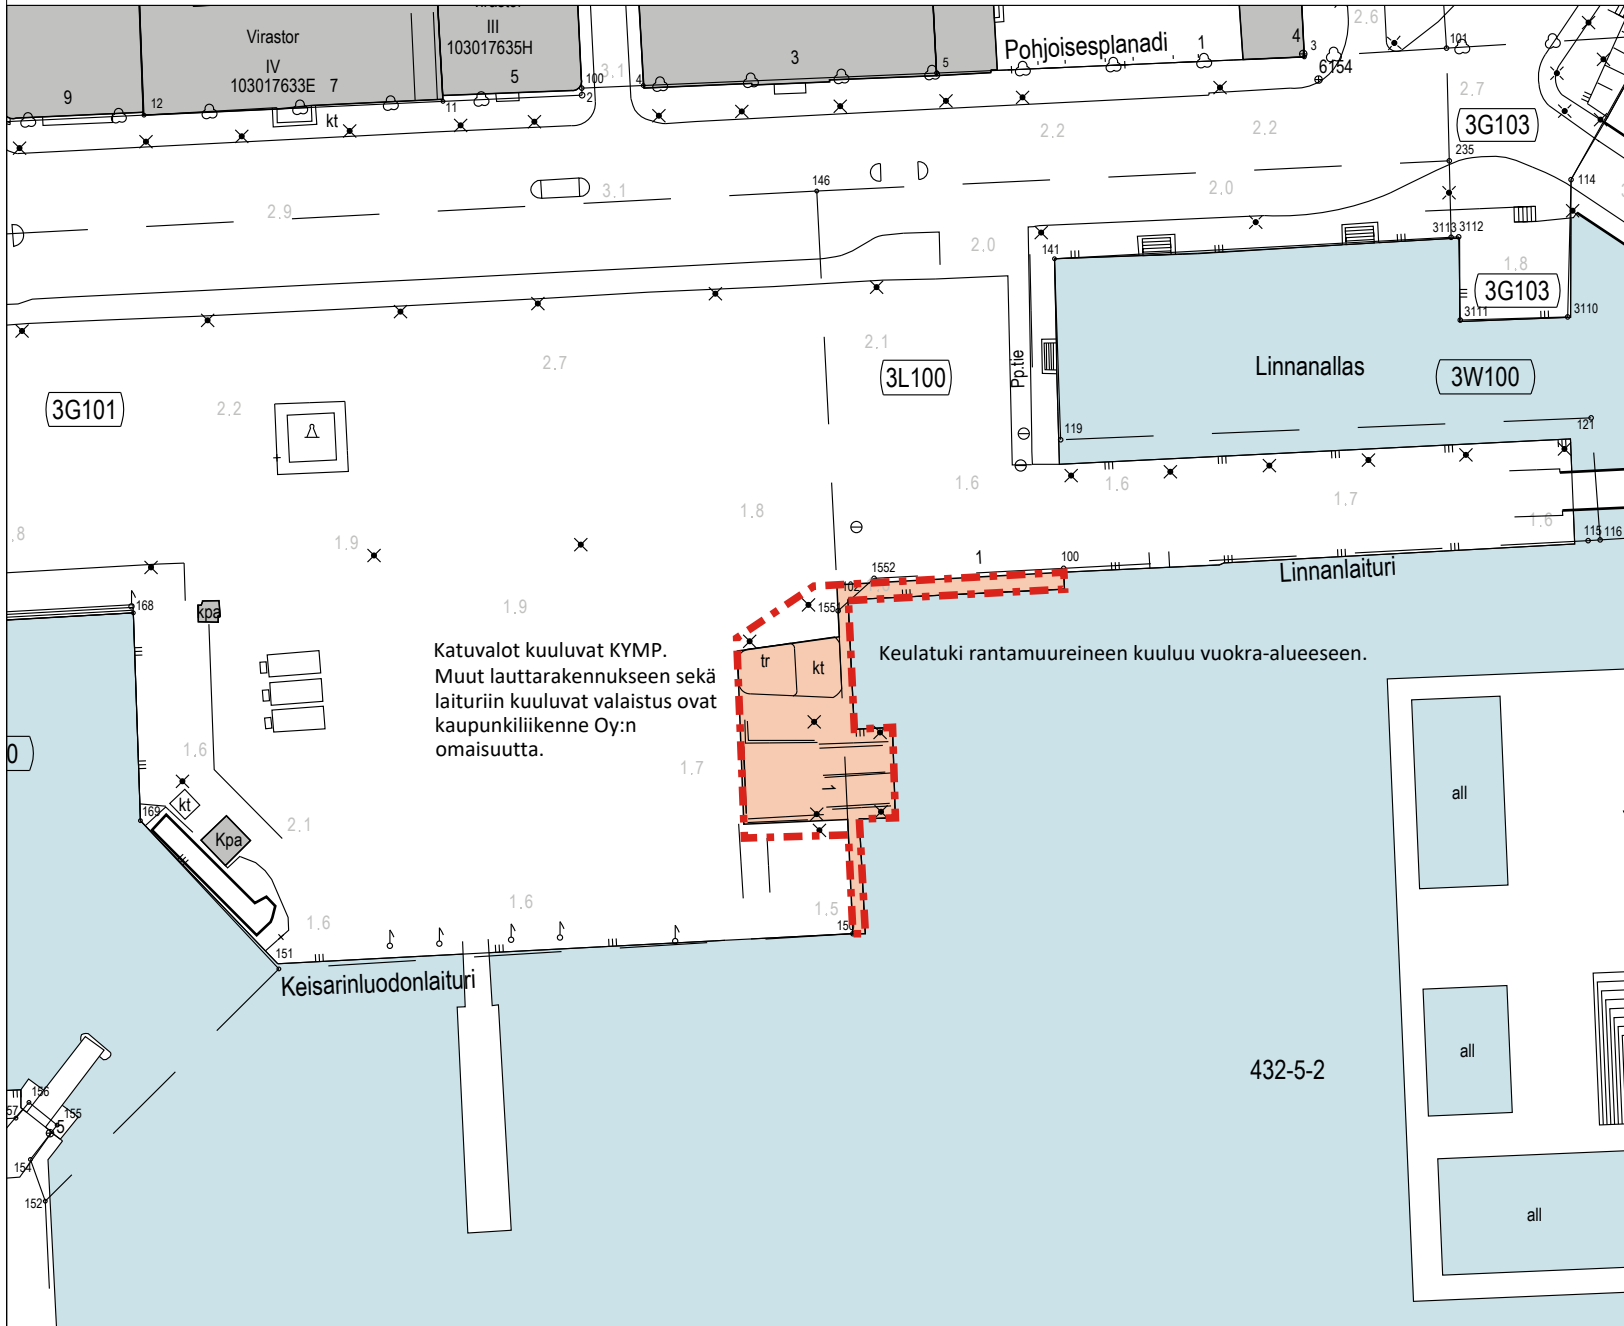 Virastor
III
103017635H
Virastor
IV
103017633E
7
5
9
3
1
4
3
Pohjoisesplanadi
6154
2.6
101
12
11
kt
100
2
3.1
4
5
2.7
3G103
235
114
2.2
2.2
146
3.1
2.0
2.9
2.0
141
3113
3112
1.8
3G103
3111
3110
2.7
2.1
Pp.tie
Linnanallas
3W100
3L100
3G101
2.2
119
121
1.6
1.6
1.7
1.8
1.9
1.6
115
116
1
100
Linnanlaituri
1552
102
1551
168
kpa
1.9
Katuvalot kuuluvat KYMP.
Muut lauttarakennukseen sekä
laituriin kuuluvat valaistus ovat
kaupunkiliikenne Oy:n
omaisuutta.
tr
kt
Keulatuki rantamuureineen kuuluu vuokra-alueeseen.
1.6
1.7
1
169
kt
Kpa
2.1
all
1.6
1.6
1.5
150
151
Keisarinluodonlaituri
all
432-5-2
156
57
155
5
154
152
all